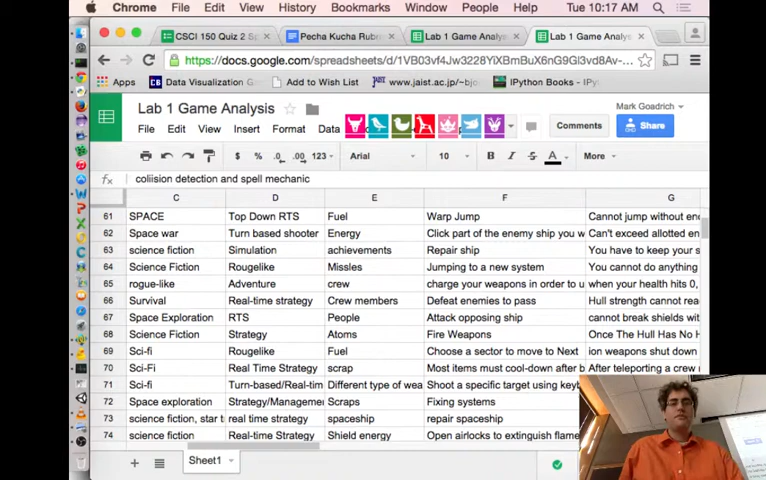 Chrome File Edit View History Bookmarks Window People Help Tue 10:17 AM
CSCI 150 Quiz 2 Sp
Pecha Kucha Rubri
Lab 1 Game Analys
Lab 1 Game Analys
https://docs.google.com/spreadsheets/d/1VB03vf4Jw3228YiXBmBuX6nG9Gl3vd8Av-...
Apps Data Visualization Cou Add to Wish List www.jaist.ac.jp/~bjo IPython Books - IPy
Lab 1 Game Analysis
Mark Goadrich
File Edit View Insert Format Data
Comments
Share
$ % .0 .00 123 Arial 10 B I S A More
fx coliision detection and spell mechanic
C D E F G
61 SPACE Top Down RTS Fuel Warp Jump Cannot jump without en
62 Space war Turn based shooter Energy Click part of the enemy ship you w Can't exceed allotted en
63 science fiction Simulation achievements Repair ship You have to keep your s
64 Science Fiction Rougelike Missles Jumping to a new system You cannot do anything
65 rogue-like Adventure crew charge your weapons in order to u when your health hits 0,
66 Survival Real-time strategy Crew members Defeat enemies to pass Hull strength cannot rea
67 Space Exploration RTS People Attack opposing ship cannot break shields wit
68 Science Fiction Strategy Atoms Fire Weapons Once The Hull Has No H
69 Sci-fi Rougelike Fuel Choose a sector to move to Next ion weapons shut down
70 Sci-Fi Real Time Strategy scrap Most items must cool-down after b After teleporting a crew
71 Sci-fi Turn-based/Real-tim Different type of wea Shoot a specific target using key
72 Space exploration Strategy/Managemer Scraps Fixing systems
73 science fiction, star t real time strategy spaceship repair spaceship
74 science fiction Real-time Strategy Shield energy Open airlocks to extinguish flame
Sheet1